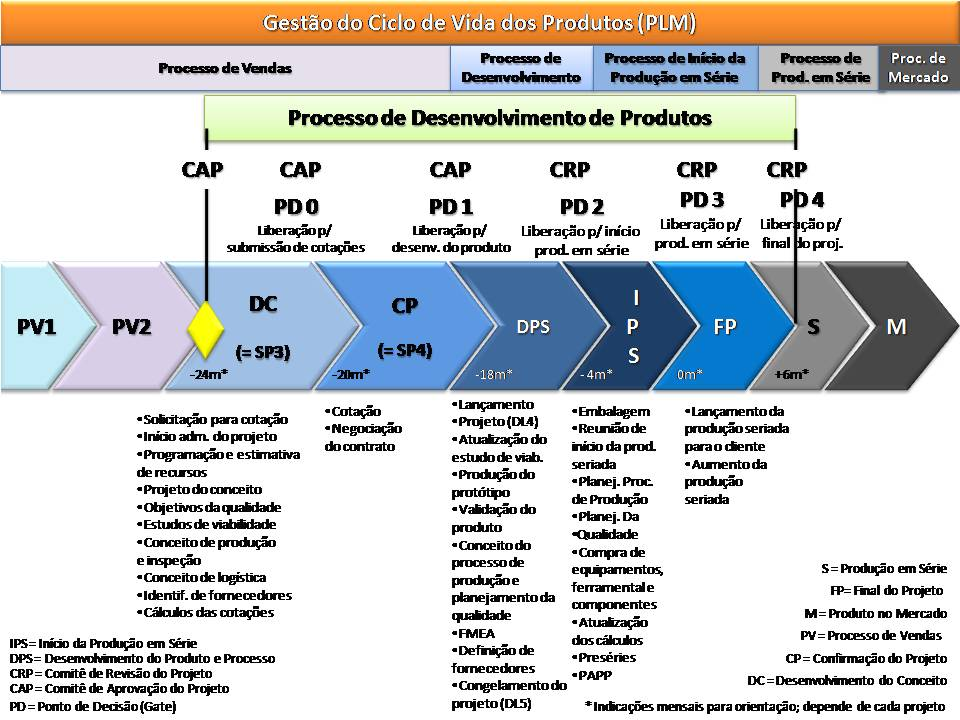 Gestão do Ciclo de Vida dos Produtos (PLM)
Processo de Vendas
Processo de
Desenvolvimento
Processo de Início da
Produção em Série
Processo de
Prod. em Série
Proc. de
Mercado
Processo de Desenvolvimento de Produtos
CAP
CAP
CAP
CRP
CRP
CRP
PD 0
PD 1
PD 2
PD 3
PD 4
Liberação p/
submissão de cotações
Liberação p/
desenv. do produto
Liberação p/ início
prod. em série
Liberação p/
prod. em série
Liberação p/
final do proj.
PV1
PV2
DC
(= SP3)
CP
(= SP4)
DPS
I
P
S
FP
S
M
-24m*
-20m*
-18m*
- 4m*
0m*
+6m*
•Solicitação para cotação
•Início adm. do projeto
•Programação e estimativa
de recursos
•Projeto do conceito
•Objetivos da qualidade
•Estudos de viabilidade
•Conceito de produção
e inspeção
•Conceito de logística
•Identif. de fornecedores
•Cálculos das cotações
•Cotação
•Negociação
do contrato
•Lançamento
•Projeto (DL4)
•Atualização do
estudo de viab.
•Produção do
protótipo
•Validação do
produto
•Conceito do
processo de
produção e
planejamento da
qualidade
•FMEA
•Definição de
fornecedores
•Congelamento do
projeto (DL5)
•Embalagem
•Reunião de
início da prod.
seriada
•Planej. Proc.
de Produção
•Planej. Da
•Qualidade
•Compra de
equipamentos,
ferramental e
componentes
•Atualização
dos cálculos
•Preséries
•PAPP
•Lançamento da
produção seriada
para o cliente
•Aumento da
produção
seriada
IPS = Início da Produção em Série
DPS = Desenvolvimento do Produto e Processo
CRP = Comitê de Revisão do Projeto
CAP = Comitê de Aprovação do Projeto
PD = Ponto de Decisão (Gate)
S = Produção em Série
FP= Final do Projeto
M = Produto no Mercado
PV = Processo de Vendas
CP = Confirmação do Projeto
DC = Desenvolvimento do Conceito
* Indicações mensais para orientação; depende de cada projeto